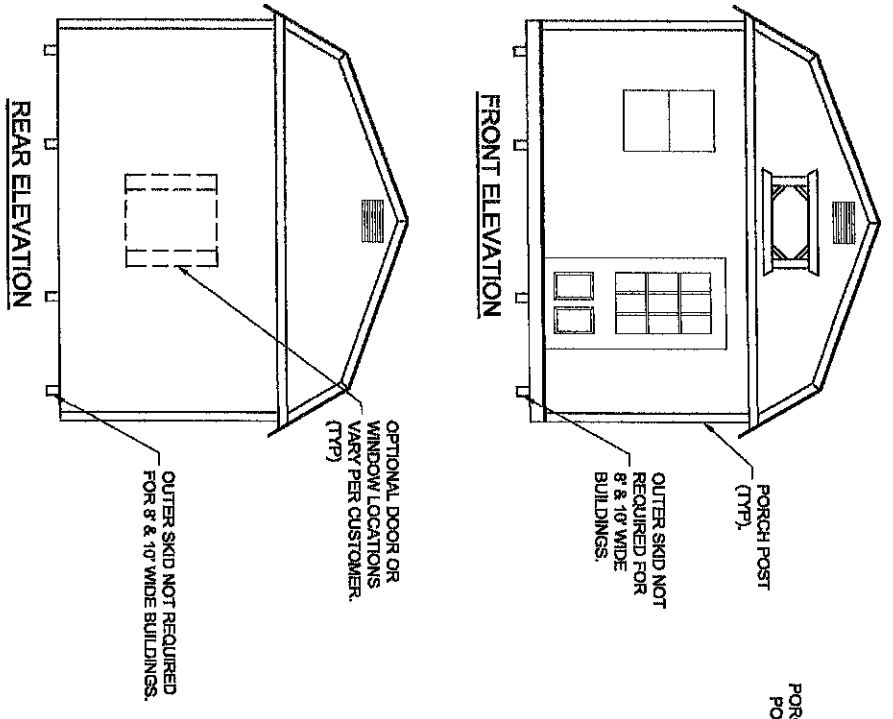 FRONT ELEVATION
PORCH POST
(TYP).
OUTER SKID NOT
REQUIRED FOR
8' & 10' WIDE
BUILDINGS.
POR
PO
REAR ELEVATION
OPTIONAL DOOR OR
WINDOW LOCATIONS
VARY PER CUSTOMER.
(TYP)
OUTER SKID NOT REQUIRED
FOR 8' & 10' WIDE BUILDINGS.